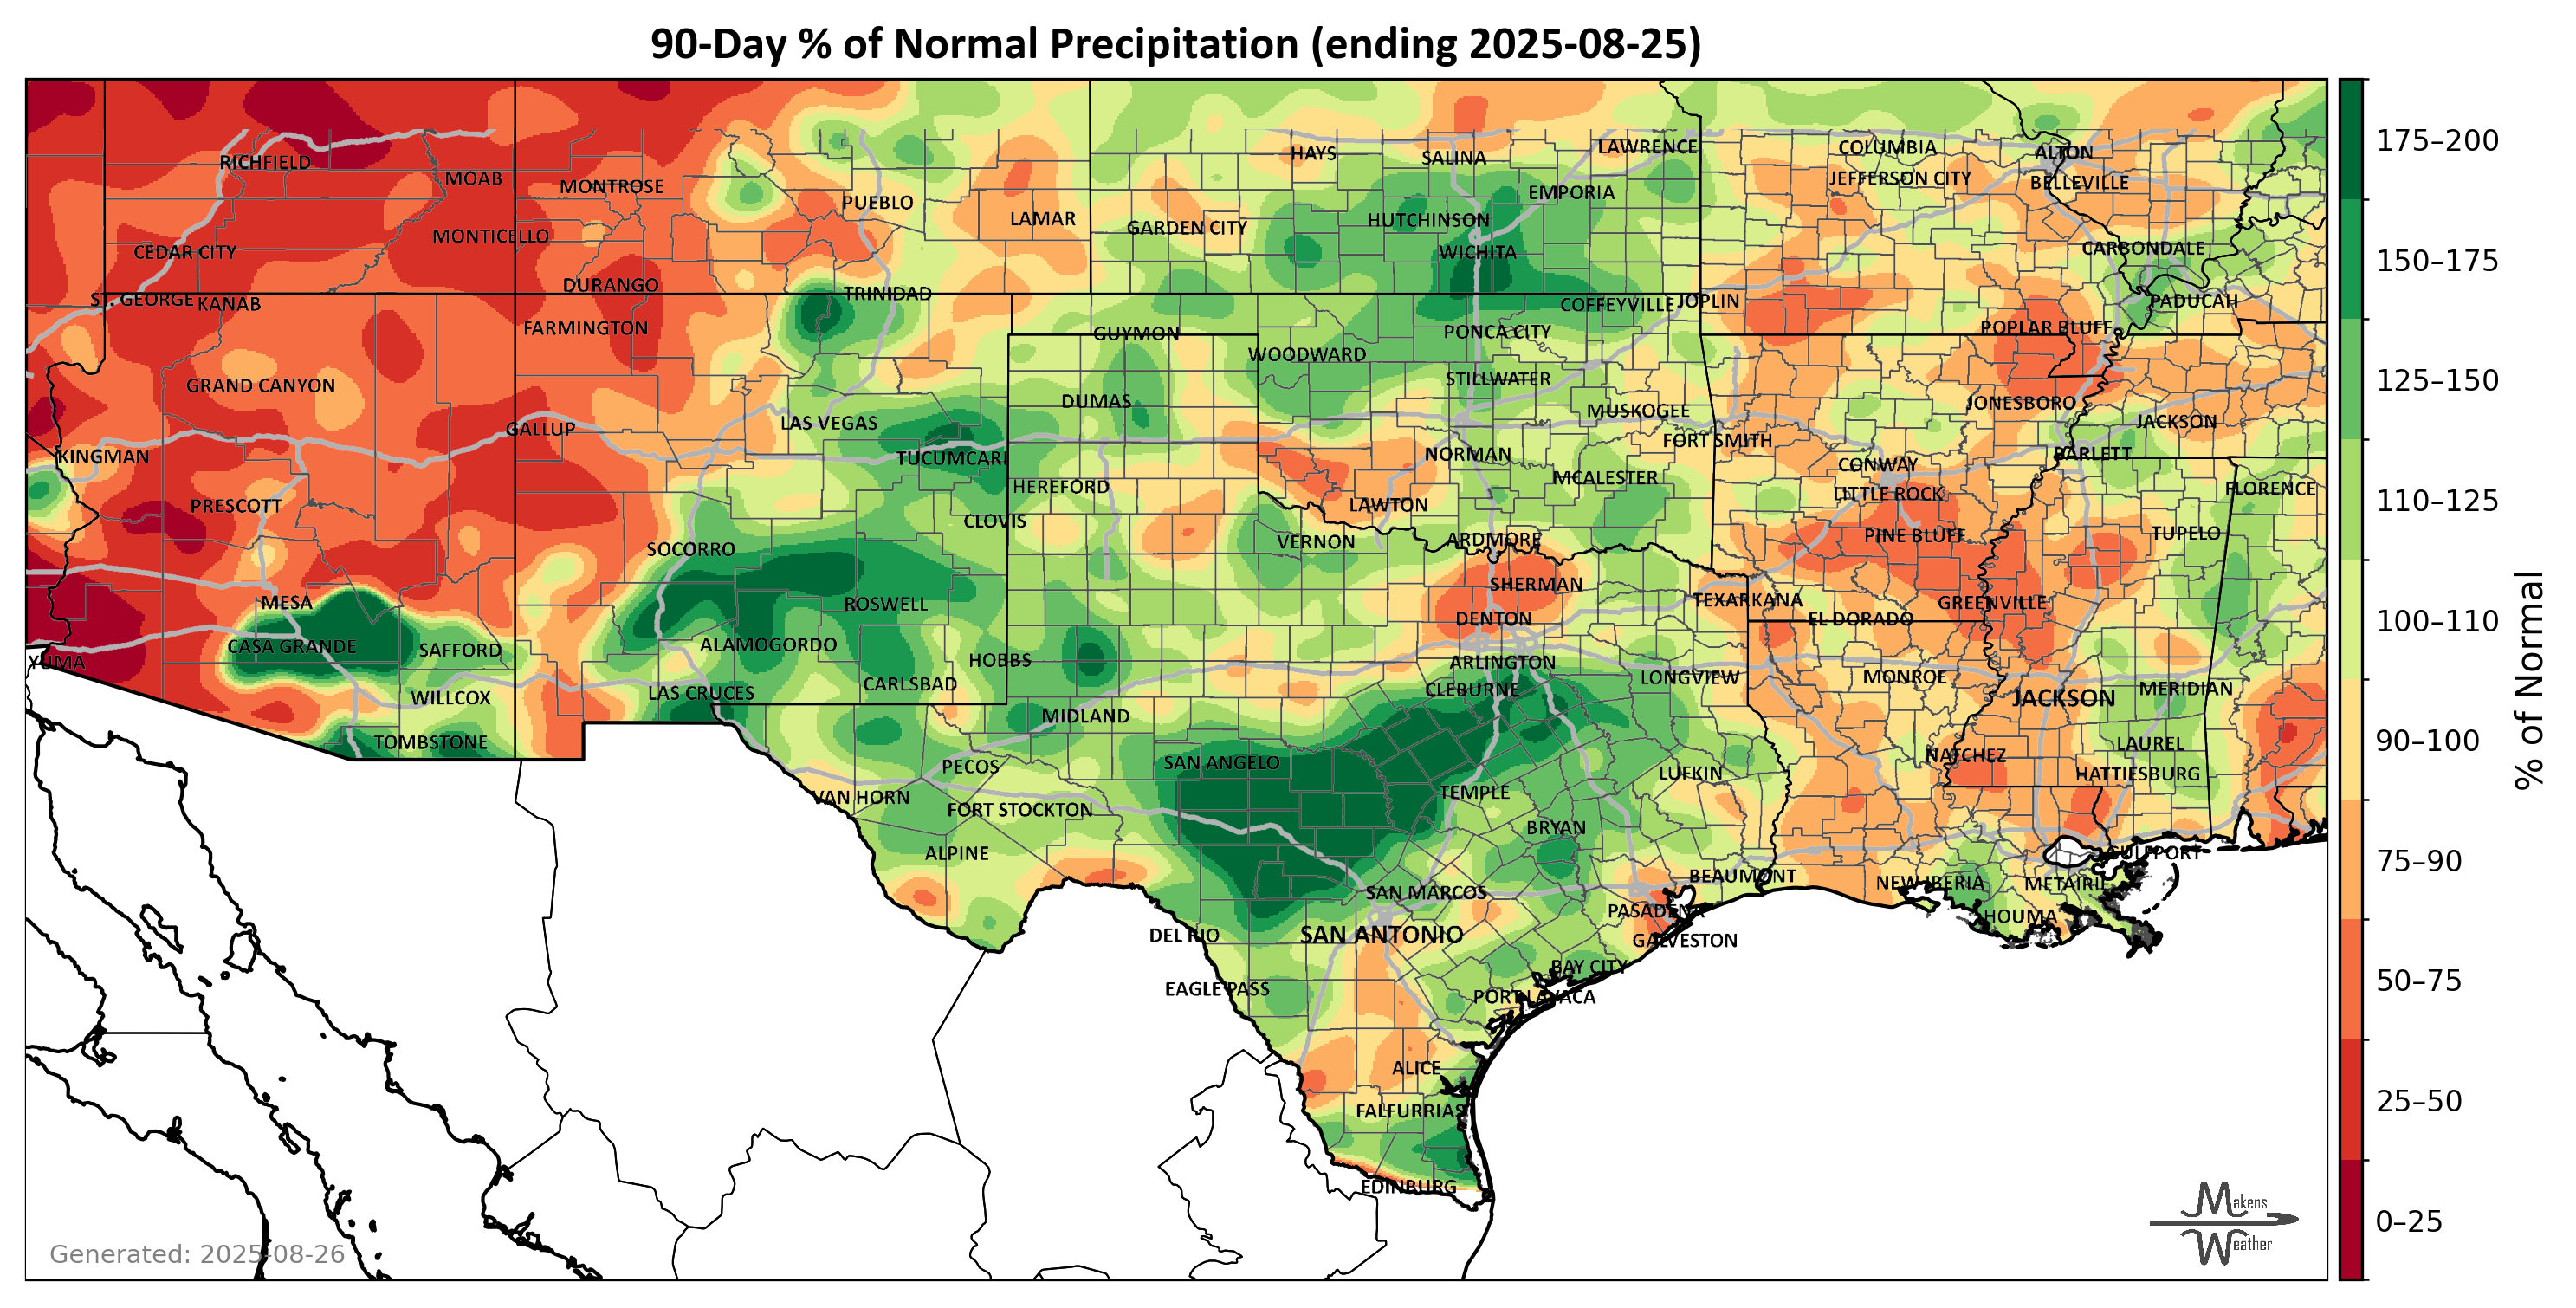 90-Day % of Normal Precipitation (ending 2025-08-25)
HAYS
SALINA
LAWRENCE
COLUMBIA
ALTON
RICHFIELD
MOAB
MONTROSE
PUEBLO
EMPORIA
JEFFERSON CITY
BELLEVILLE
LAMAR
GARDEN CITY
HUTCHINSON
MONTICELLO
CEDAR CITY
WICHITA
CARBONDALE
DURANGO
TRINIDAD
ST. GEORGE
KANAB
COFFEYVILLE
JOPLIN
PADUCAH
FARMINGTON
GUYMON
PONCA CITY
POPLAR BLUFF
WOODWARD
GRAND CANYON
STILLWATER
DUMAS
MUSKOGEE
JONESBORO
LAS VEGAS
JACKSON
GALLUP
FORT SMITH
KINGMAN
TUCUMCARI
NORMAN
BARLETT
CONWAY
HEREFORD
MCALESTER
LITTLE ROCK
FLORENCE
PRESCOTT
LAWTON
CLOVIS
VERNON
ARDMORE
PINE BLUFF
TUPELO
SOCORRO
SHERMAN
MESA
ROSWELL
TEXARKANA
GREENVILLE
DENTON
EL DORADO
CASA GRANDE
SAFFORD
ALAMOGORDO
HOBBS
ARLINGTON
YUMA
WILLCOX
LAS CRUCES
CARLSBAD
CLEBURNE
LONGVIEW
MONROE
JACKSON
MERIDIAN
MIDLAND
TOMBSTONE
PECOS
SAN ANGELO
LUFKIN
NATCHEZ
LAUREL
VAN HORN
FORT STOCKTON
TEMPLE
HATTIESBURG
BRYAN
ALPINE
GULFPORT
SAN MARCOS
BEAUMONT
NEW IBERIA
METAIRIE
PASADENA
HOUMA
DEL RIO
SAN ANTONIO
GALVESTON
BAY CITY
EAGLE PASS
PORT LAVACA
ALICE
FALFURRIAS
EDINBURG
175–200
150–175
125–150
110–125
100–110
90–100
75–90
50–75
25–50
0–25
% of Normal
Generated: 2025-08-26
Makens
Weather